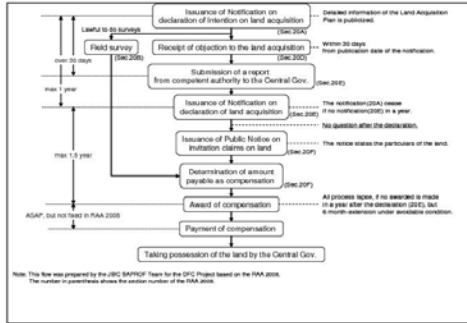 Issuance of Notification on
declaration of Intention on land acquisition
(Sec.20A)
Detailed information of the Land Acquisition
Plan is publicized.
Lawful to do surveys
Field survey
(Sec.20B)
Receipt of objection to the land acquisition
(Sec.20D)
Within 30 days
from publication date of the notification.
over 30 days
Submission of a report
from competent authority to the Central Gov.
(Sec.20E)
max 1 year
Issuance of Notification on
declaration of land acquisition
(Sec.20E)
The notification(20A) cease
if no notification(20E) in a year.
No question after the declaration.
Issuance of Public Notice on
invitation claims on land
(Sec.20F)
The notice states the particulars of the land.
max 1.5 year
Determination of amount
payable as compensation
(Sec.20F)
Award of compensation
All process lapse, if no awarded is made
in a year after the declaration (20E), but
6 month-extension under avoidable condition.
ASAP, but not fixed in RAA 2008
Payment of compensation
Taking possession of the land by the Central Gov.
Note: This flow was prepared by the JBIC SAPROF Team for the DFC Project based on the RAA 2008.
The number in parenthesis shows the section number of the RAA 2008.